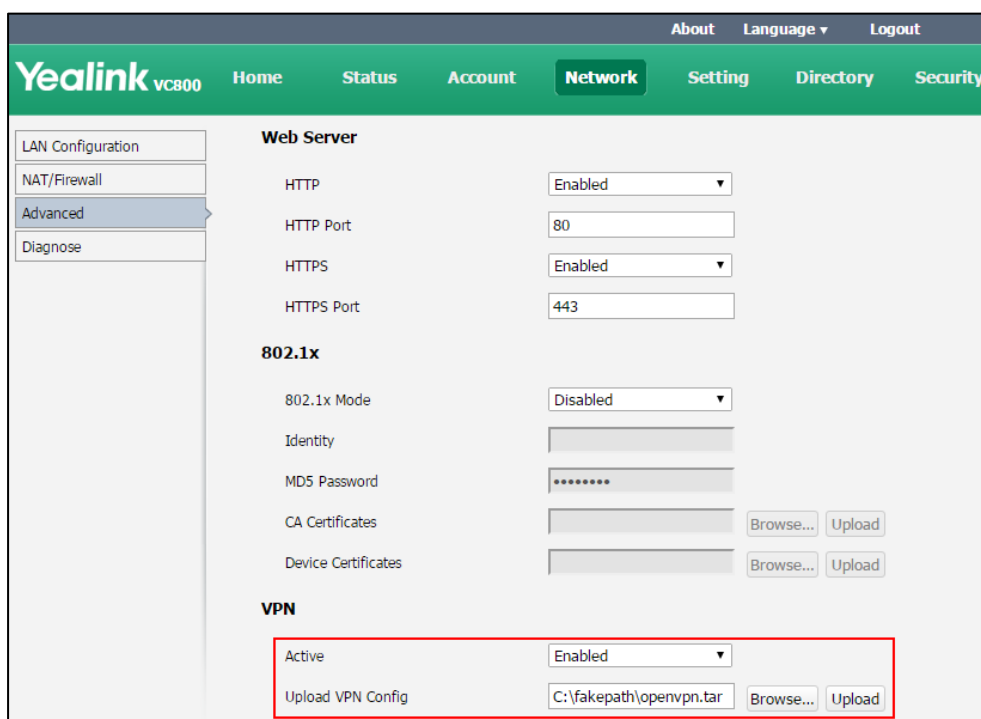 About Language ▾ Logout
Yealink VC800 Home Status Account Network Setting Directory Security
LAN Configuration
NAT/Firewall
Advanced
Diagnose
Web Server
HTTP Enabled
HTTP Port 80
HTTPS Enabled
HTTPS Port 443
802.1x
802.1x Mode Disabled
Identity
MD5 Password ••••••••
CA Certificates Browse... Upload
Device Certificates Browse... Upload
VPN
Active Enabled
Upload VPN Config C:\fakepath\openvpn.tar Browse... Upload